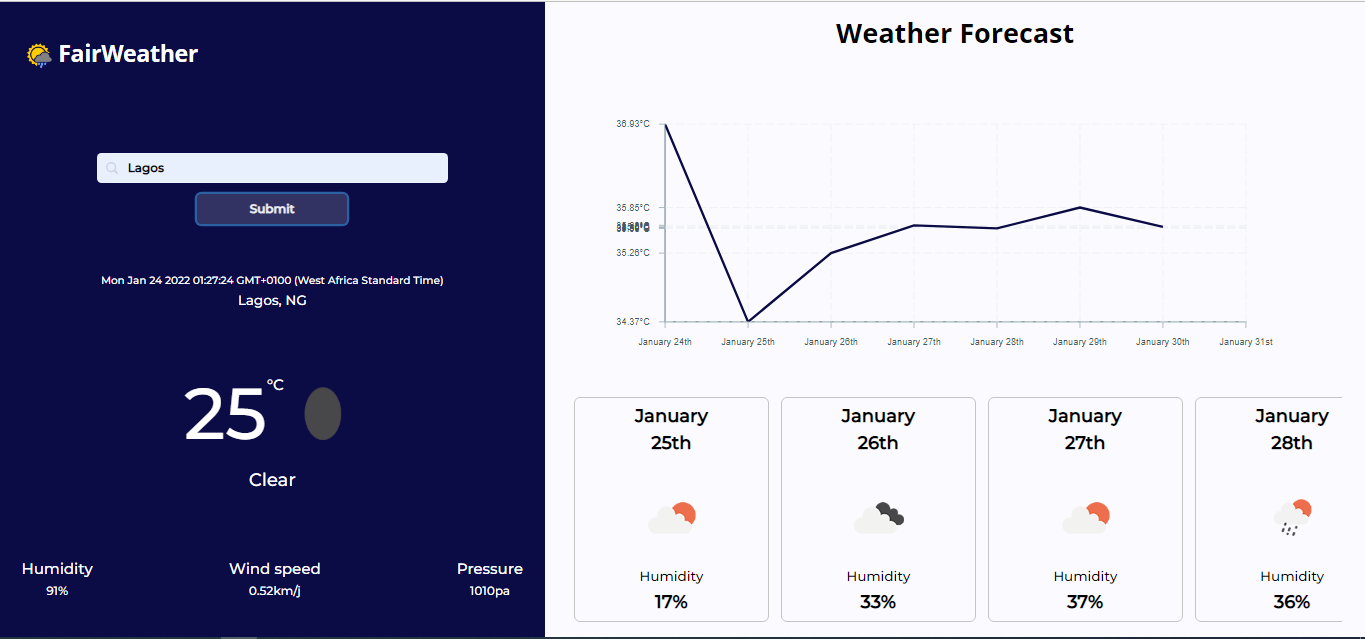 FairWeather
Lagos
Submit
Mon Jan 24 2022 01:27:24 GMT+0100 (West Africa Standard Time)
Lagos, NG
25 °C
Clear
Humidity Wind speed Pressure
91% 0.52km/j 1010pa
Weather Forecast
36.93°C
35.85°C
35.26°C
34.37°C
January 24th January 25th January 26th January 27th January 28th January 29th January 30th January 31st
January January January January
25th 26th 27th 28th
Humidity Humidity Humidity Humidity
17% 33% 37% 36%